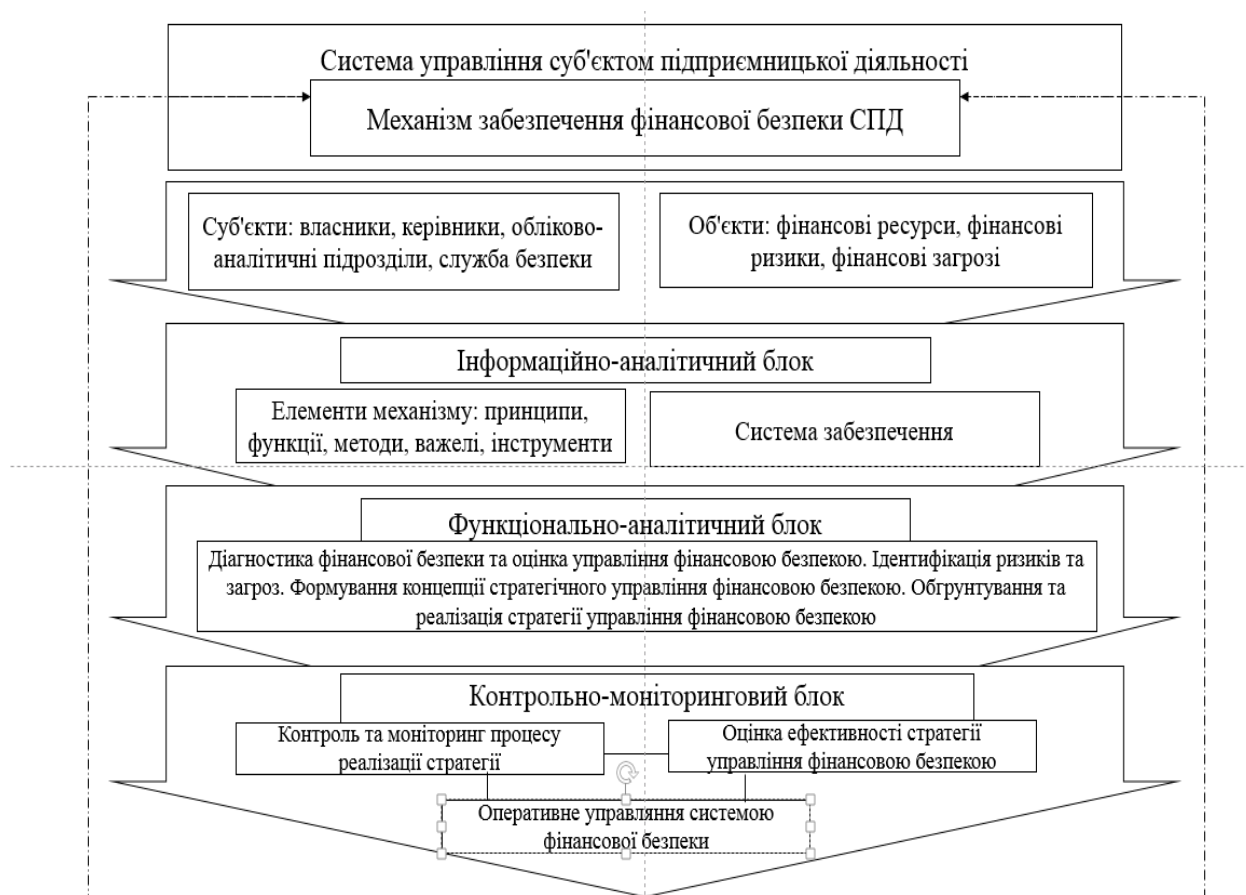 Система управління суб'єктом підприємницької діяльності
Механізм забезпечення фінансової безпеки СПД
Суб'єкти: власники, керівники, обліково-
аналітичні підрозділи, служба безпеки
Об'єкти: фінансові ресурси, фінансові
ризики, фінансові загрозі
Інформаційно-аналітичний блок
Елементи механізму: принципи,
функції, методи, важелі, інструменти
Система забезпечення
Функціонально-аналітичний блок
Діагностика фінансової безпеки та оцінка управління фінансовою безпекою. Ідентифікація ризиків та
загроз. Формування концепції стратегічного управління фінансовою безпекою. Обгрунтування та
реалізація стратегії управління фінансовою безпекою
Контрольно-моніторинговий блок
Контроль та моніторинг процесу
реалізації стратегії
Оцінка ефективності стратегії
управління фінансовою безпекою
Оперативне управляння системою
фінансової безпеки